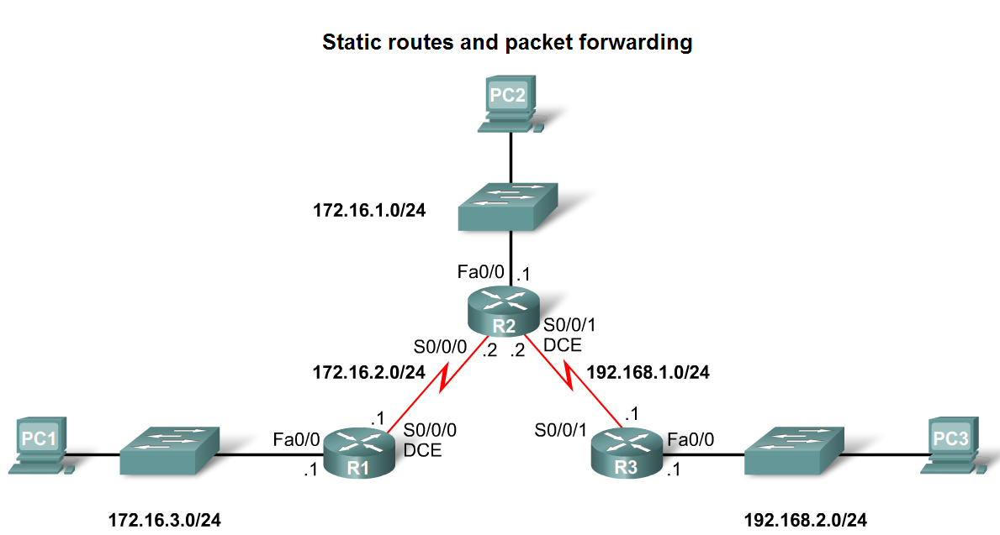 Static routes and packet forwarding
PC2
172.16.1.0/24
Fa0/0
.1
R2
S0/0/1
DCE
S0/0/0
.2
.2
172.16.2.0/24
192.168.1.0/24
.1
.1
PC1
Fa0/0
S0/0/0
DCE
S0/0/1
Fa0/0
PC3
.1
R1
R3
.1
172.16.3.0/24
192.168.2.0/24